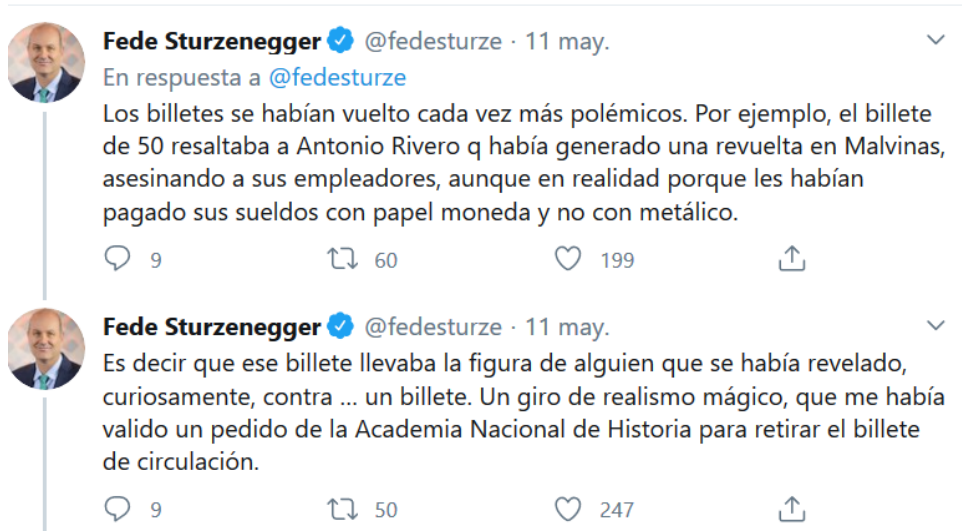 Fede Sturzenegger @fedesturze · 11 may.
En respuesta a @fedesturze
Los billetes se habían vuelto cada vez más polémicos. Por ejemplo, el billete
de 50 resaltaba a Antonio Rivero q había generado una revuelta en Malvinas,
asesinando a sus empleadores, aunque en realidad porque les habían
pagado sus sueldos con papel moneda y no con metálico.
9 60 199
Fede Sturzenegger @fedesturze · 11 may.
Es decir que ese billete llevaba la figura de alguien que se había revelado,
curiosamente, contra ... un billete. Un giro de realismo mágico, que me había
valido un pedido de la Academia Nacional de Historia para retirar el billete
de circulación.
9 50 247